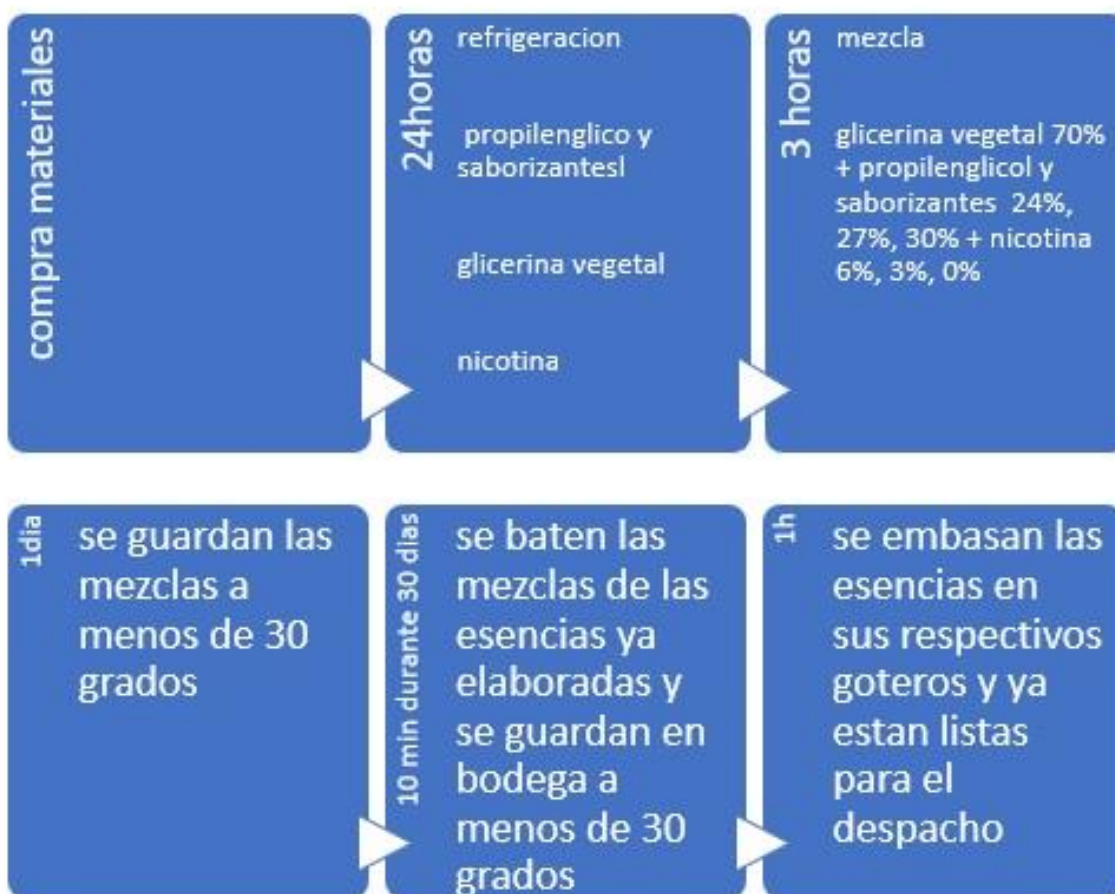 compra materiales
24horas
refrigeracion
propilenglico y
saborizantesl
glicerina vegetal
nicotina
3 horas
mezcla
glicerina vegetal 70%
+ propilenglicol y
saborizantes 24%,
27%, 30% + nicotina
6%, 3%, 0%
1dia
se guardan las
mezclas a
menos de 30
grados
10 min durante 30 dias
se baten las
mezclas de las
esencias ya
elaboradas y
se guardan en
bodega a
menos de 30
grados
1h
se embasan las
esencias en
sus respectivos
goteros y ya
estan listas
para el
despacho